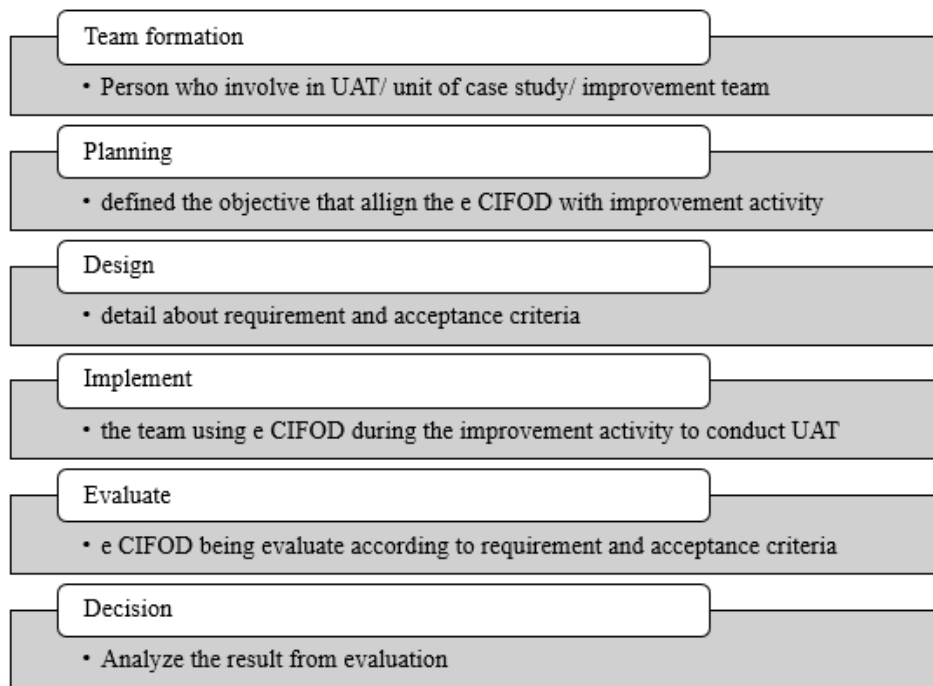 Team formation
• Person who involve in UAT/ unit of case study/ improvement team
Planning
• defined the objective that allign the e CIFOD with improvement activity
Design
• detail about requirement and acceptance criteria
Implement
• the team using e CIFOD during the improvement activity to conduct UAT
Evaluate
• e CIFOD being evaluate according to requirement and acceptance criteria
Decision
• Analyze the result from evaluation